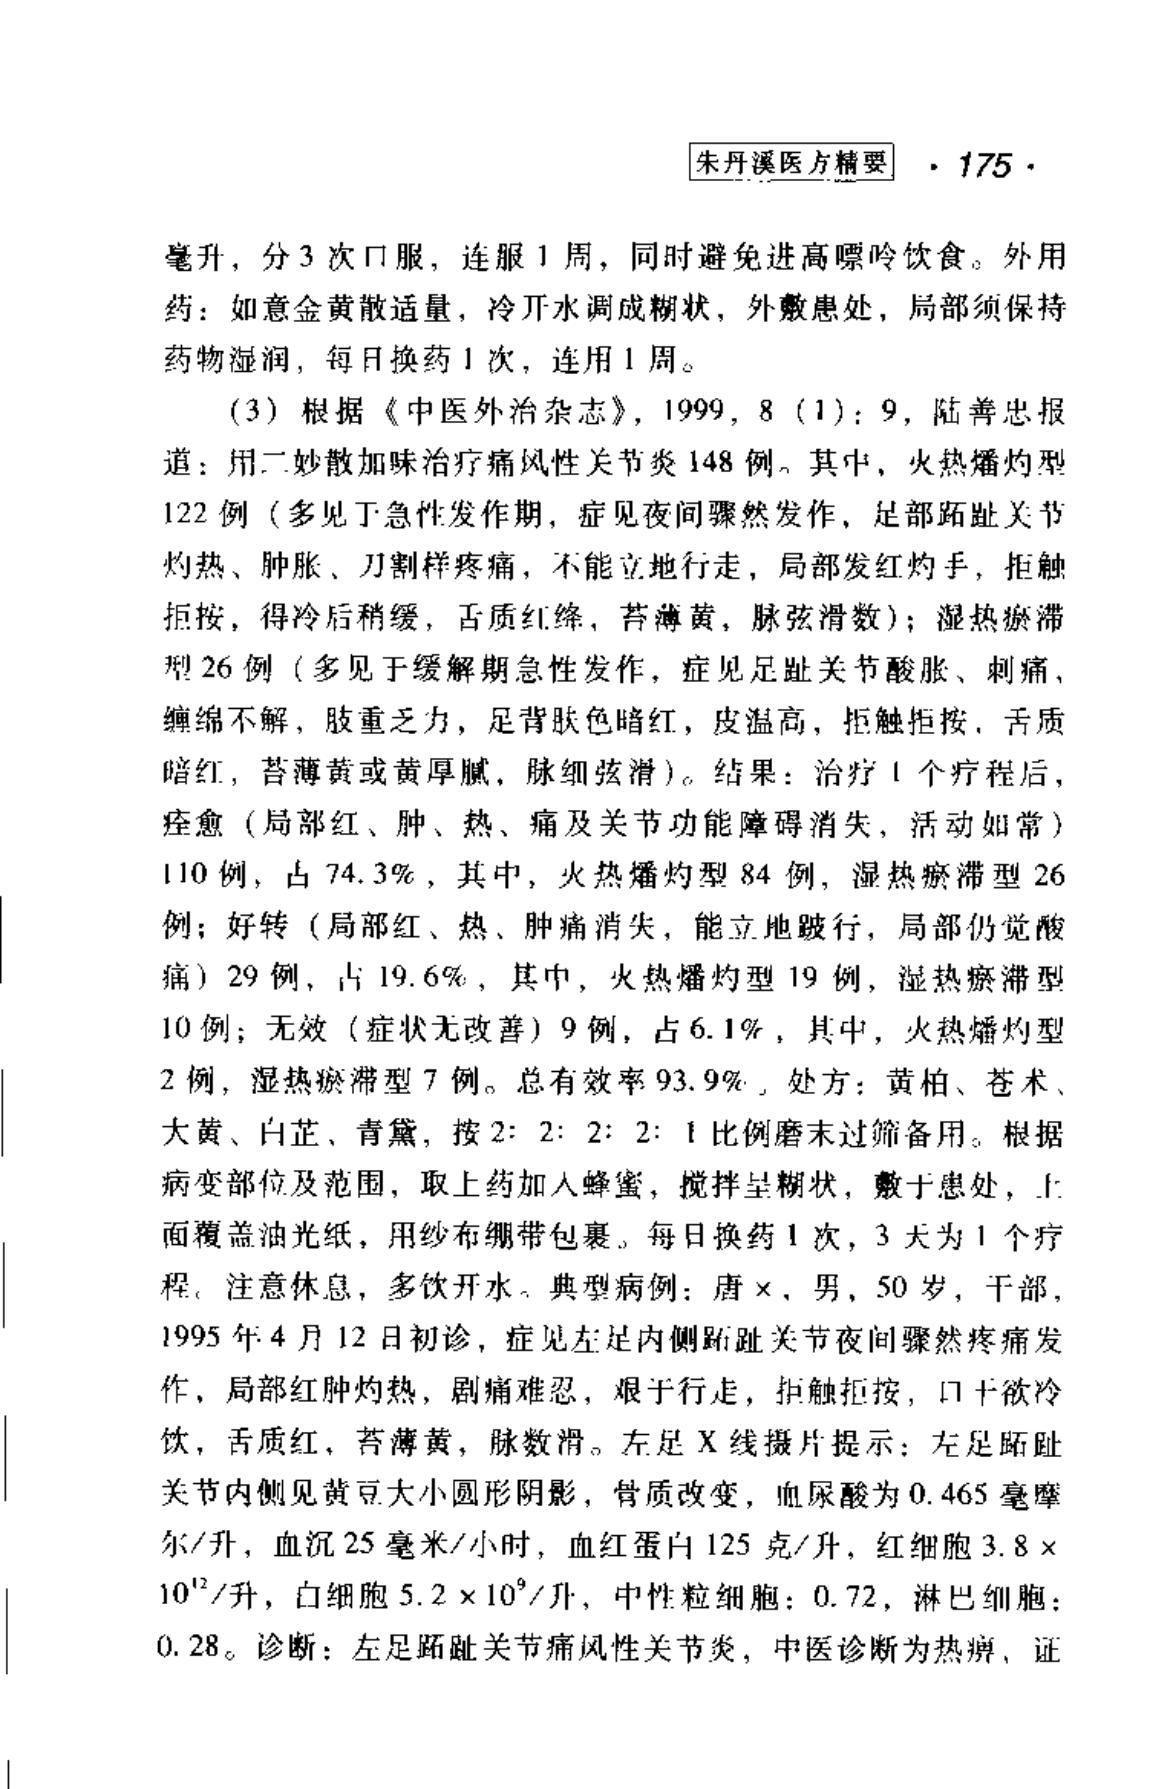 朱丹溪医方精要 · 175 ·
毫升，分 3 次口服，连服 1 周，同时避免进高嘌呤饮食。外用
药：如意金黄散适量，冷开水调成糊状，外敷患处，局部须保持
药物湿润，每日换药 1 次，连用 1 周。
（3）根据《中医外治杂志》，1999，8（1）：9，陆善忠报
道：用二妙散加味治疗痛风性关节炎 148 例。其中，火热燔灼型
122 例（多见于急性发作期，症见夜间骤然发作，足部跖趾关节
灼热、肿胀、刀割样疼痛，不能立地行走，局部发红灼手，拒触
拒按，得冷后稍缓，舌质红绛，苔薄黄，脉弦滑数）；湿热瘀滞
型 26 例（多见于缓解期急性发作，症见足趾关节酸胀、刺痛，
缠绵不解，肢重乏力，足背肤色暗红，皮温高，拒触拒按，舌质
暗红，苔薄黄或黄厚腻，脉细弦滑）。结果：治疗 1 个疗程后，
痊愈（局部红、肿、热、痛及关节功能障碍消失，活动如常）
110 例，占 74.3%，其中，火热燔灼型 84 例，湿热瘀滞型 26
例；好转（局部红、热、肿痛消失，能立地跛行，局部仍觉酸
痛）29 例，占 19.6%，其中，火热燔灼型 19 例，湿热瘀滞型
10 例；无效（症状无改善）9 例，占 6.1%，其中，火热燔灼型
2 例，湿热瘀滞型 7 例。总有效率 93.9%。处方：黄柏、苍术、
大黄、白芷、青黛，按 2：2：2：2：1 比例磨末过筛备用。根据
病变部位及范围，取上药加入蜂蜜，搅拌呈糊状，敷于患处，上
面覆盖油光纸，用纱布绷带包裹。每日换药 1 次，3 天为 1 个疗
程。注意休息，多饮开水。典型病例：唐×，男，50 岁，干部，
1995 年 4 月 12 日初诊，症见左足内侧跖趾关节夜间骤然疼痛发
作，局部红肿灼热，剧痛难忍，艰于行走，拒触拒按，口干欲冷
饮，舌质红，苔薄黄，脉数滑。左足 X 线摄片提示：左足跖趾
关节内侧见黄豆大小圆形阴影，骨质改变，血尿酸为 0.465 毫摩
尔/升，血沉 25 毫米/小时，血红蛋白 125 克/升，红细胞 3.8×
10¹²/升，白细胞 5.2×10⁹/升，中性粒细胞：0.72，淋巴细胞：
0.28。诊断：左足跖趾关节痛风性关节炎，中医诊断为热痹，证